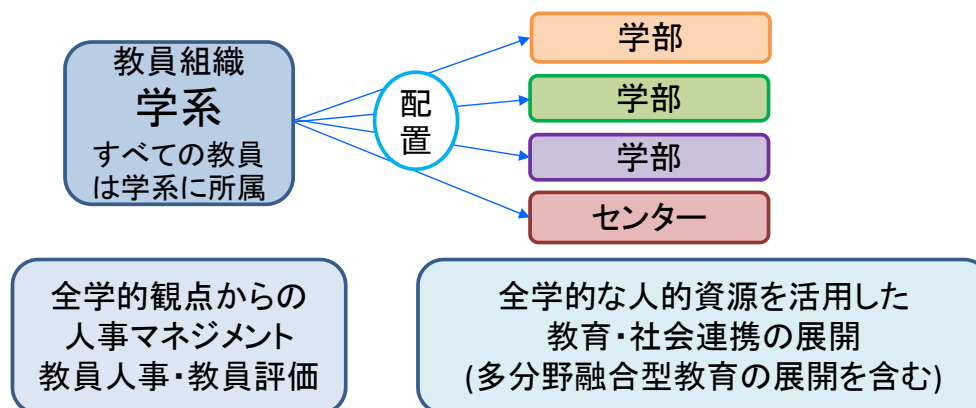 教員組織
学系
すべての教員
は学系に所属
配
置
学部
学部
学部
センター
全学的観点からの
人事マネジメント
教員人事・教員評価
全学的な人的資源を活用した
教育・社会連携の展開
(多分野融合型教育の展開を含む)